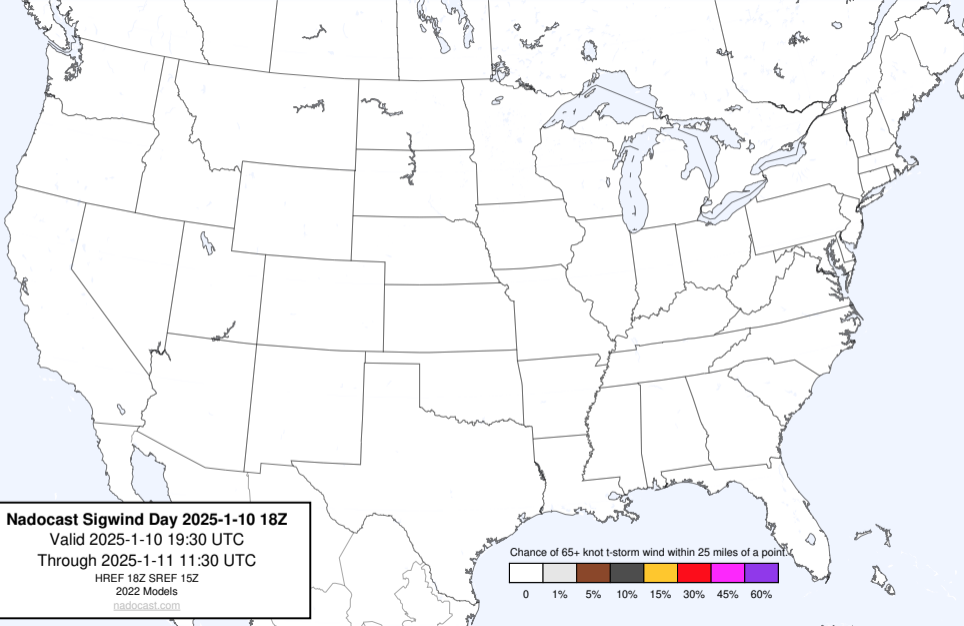 Nadocast Sigwind Day 2025-1-10 18Z
Valid 2025-1-10 19:30 UTC
Through 2025-1-11 11:30 UTC
HREF 18Z SREF 15Z
2022 Models
nadocast.com
Chance of 65+ knot t-storm wind within 25 miles of a point.
0 1% 5% 10% 15% 30% 45% 60%